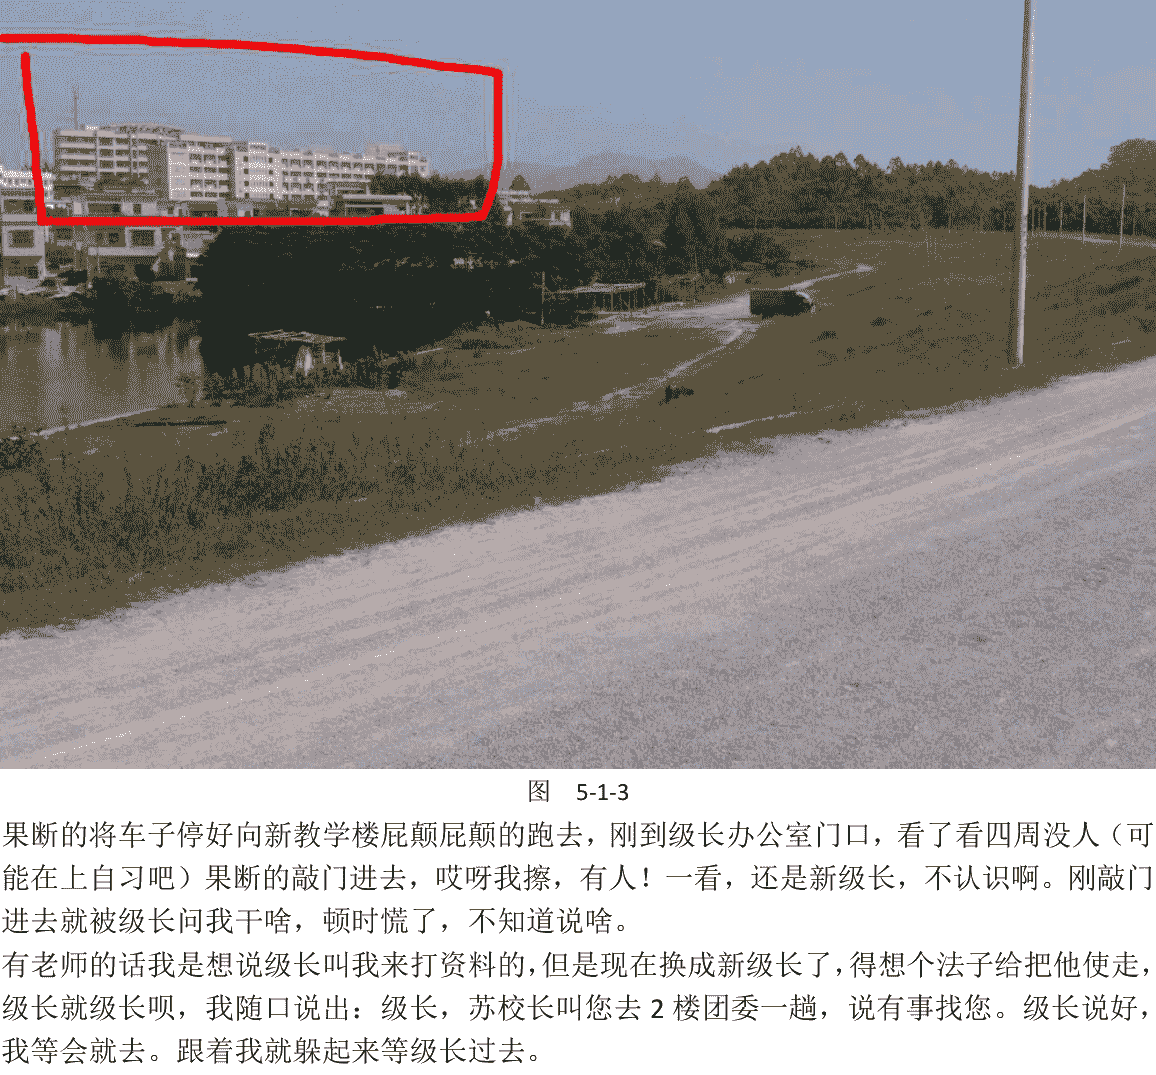 图 5-1-3
果断的将车子停好向新教学楼屁颠屁颠的跑去，刚到级长办公室门口，看了看四周没人（可
能在上自习吧）果断的敲门进去，哎呀我擦，有人！一看，还是新级长，不认识啊。刚敲门
进去就被级长问我干啥，顿时慌了，不知道说啥。
有老师的话我是想说级长叫我来打资料的，但是现在换成新级长了，得想个法子给把他使走，
级长就级长呗，我随口说出：级长，苏校长叫您去 2 楼团委一趟，说有事找您。级长说好，
我等会就去。跟着我就躲起来等级长过去。